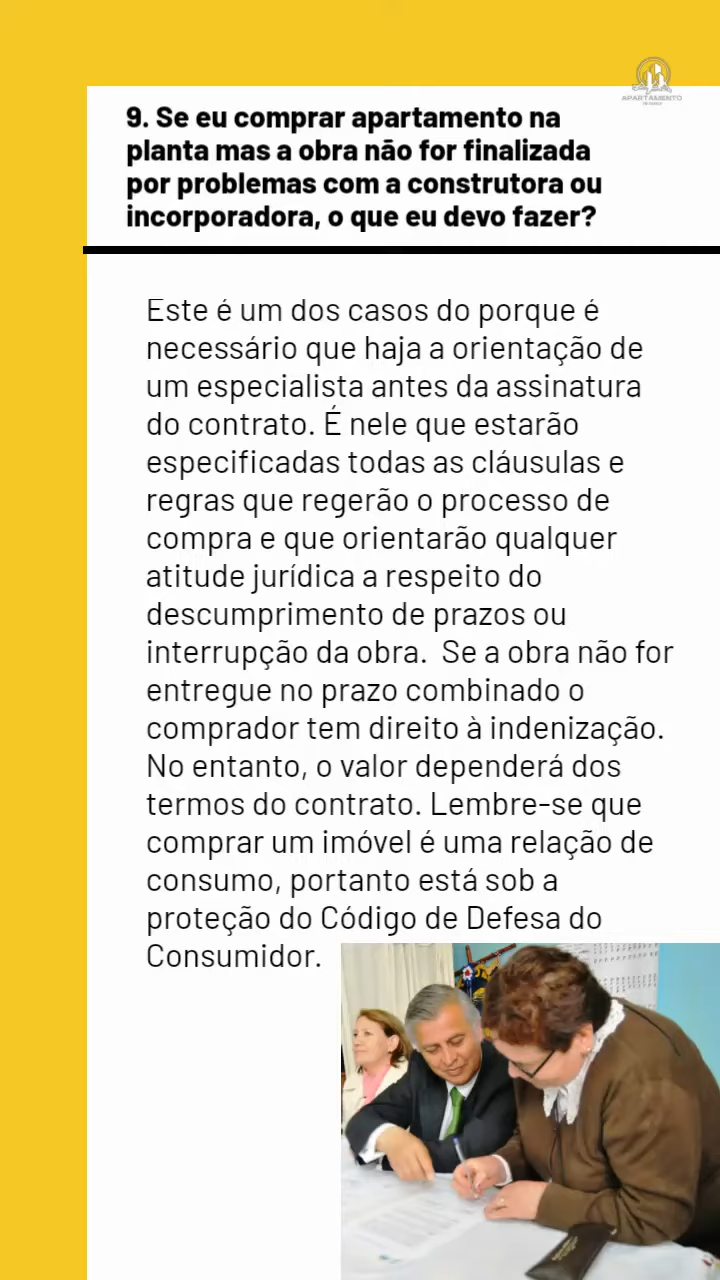 APARTAMENTO
9. Se eu comprar apartamento na
planta mas a obra não for finalizada
por problemas com a construtora ou
incorporadora, o que eu devo fazer?
Este é um dos casos do porque é
necessário que haja a orientação de
um especialista antes da assinatura
do contrato. É nele que estarão
especificadas todas as cláusulas e
regras que regerão o processo de
compra e que orientarão qualquer
atitude jurídica a respeito do
descumprimento de prazos ou
interrupção da obra.  Se a obra não for
entregue no prazo combinado o
comprador tem direito à indenização.
No entanto, o valor dependerá dos
termos do contrato. Lembre-se que
comprar um imóvel é uma relação de
consumo, portanto está sob a
proteção do Código de Defesa do
Consumidor.